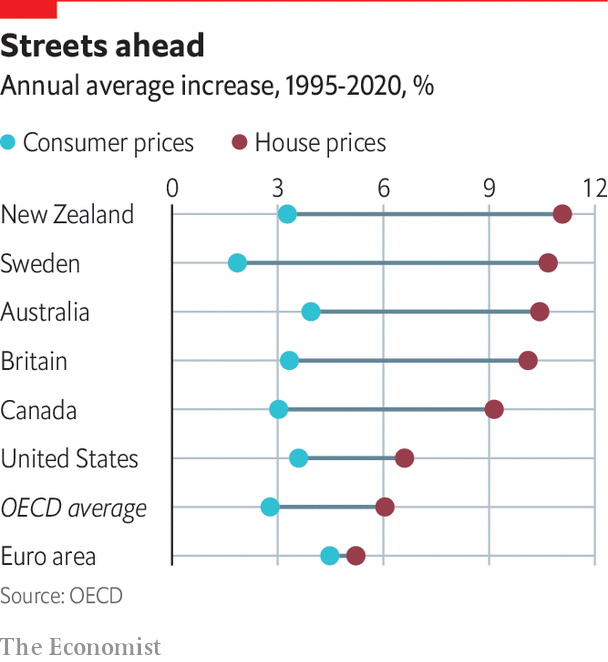 Streets ahead
Annual average increase, 1995-2020, %
Consumer prices House prices
0 3 6 9 12
New Zealand
Sweden
Australia
Britain
Canada
United States
OECD average
Euro area
Source: OECD
The Economist